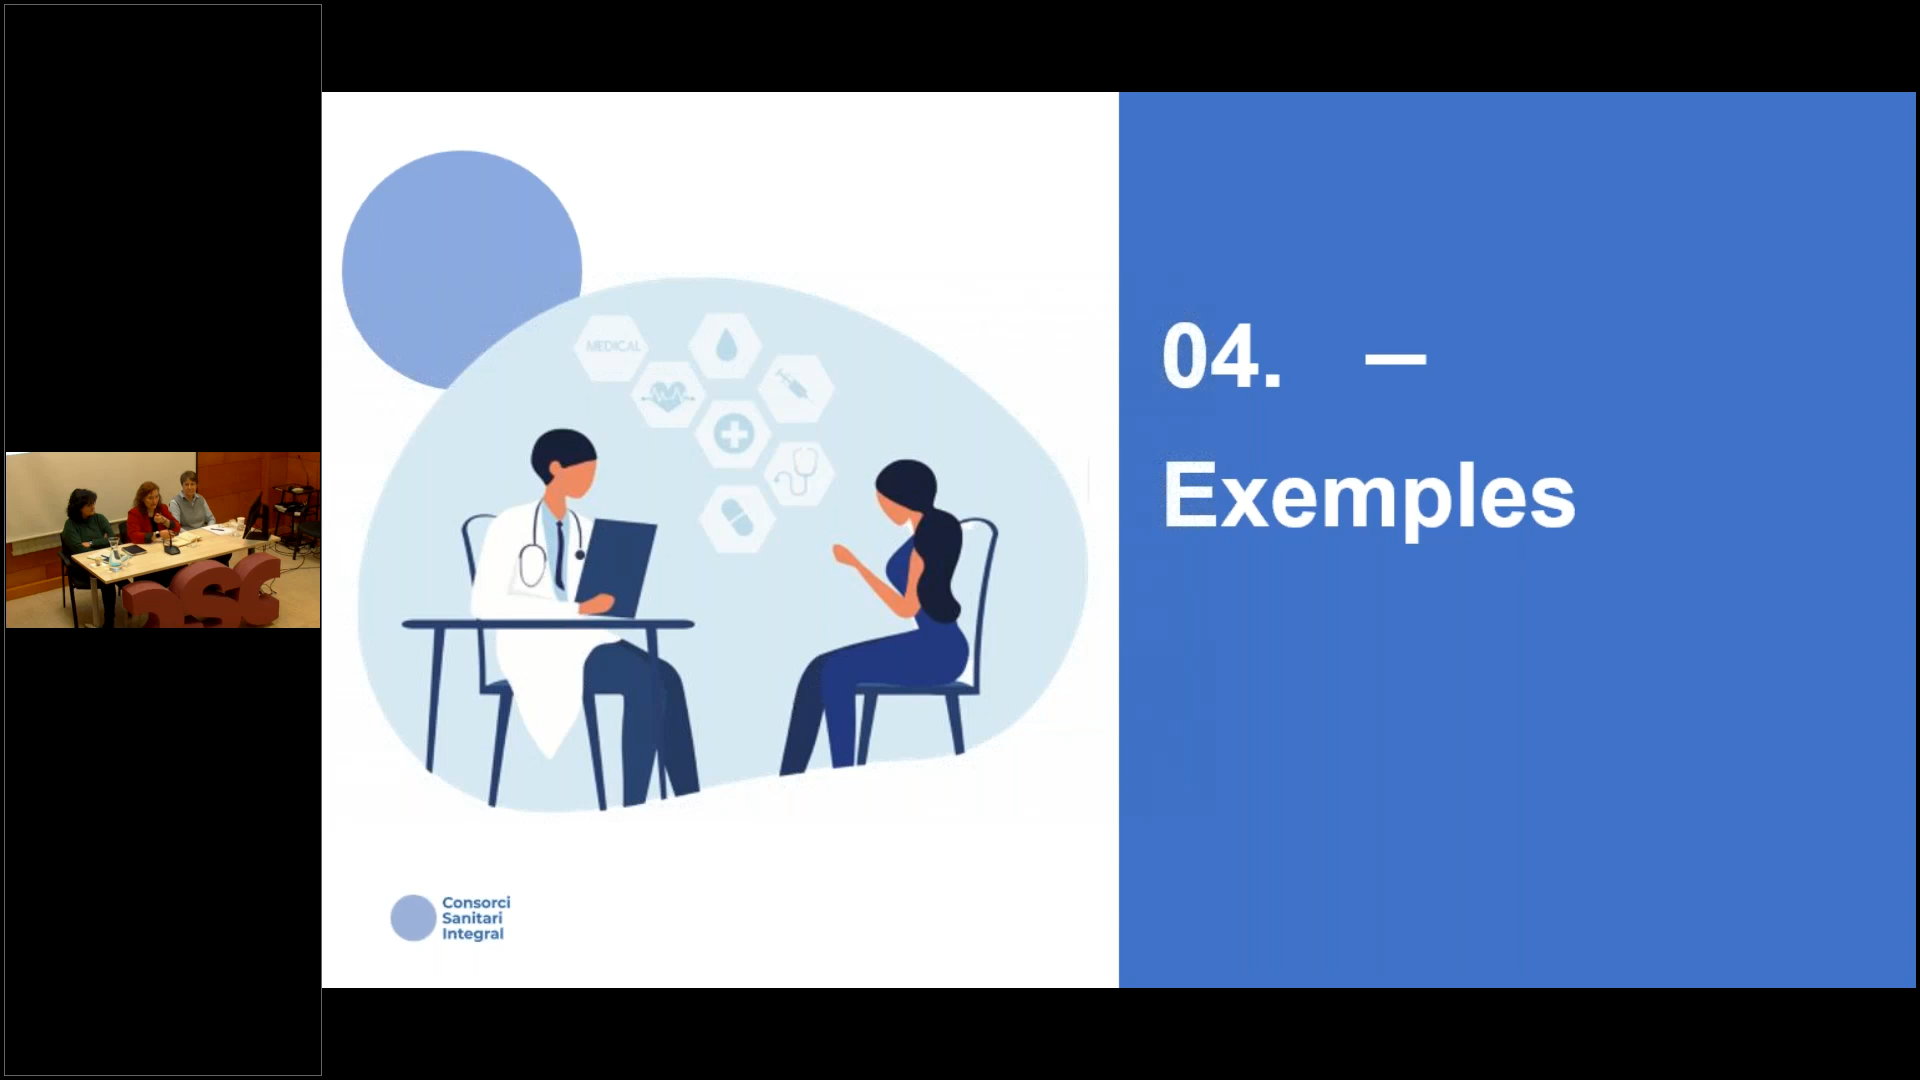 MEDICAL
04. —
Exemples
Consorci
Sanitari
Integral